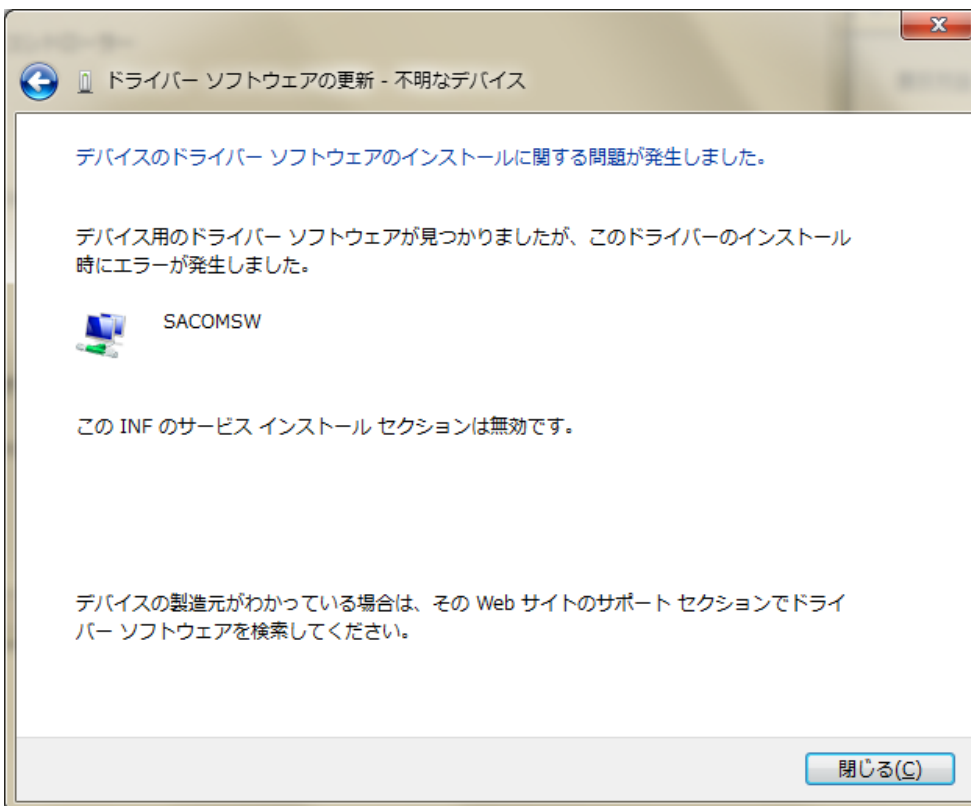 ドライバー ソフトウェアの更新 - 不明なデバイス
デバイスのドライバー ソフトウェアのインストールに関する問題が発生しました。
デバイス用のドライバー ソフトウェアが見つかりましたが、このドライバーのインストール
時にエラーが発生しました。
SACOMSW
この INF のサービス インストール セクションは無効です。
デバイスの製造元がわかっている場合は、その Web サイトのサポート セクションでドライ
バー ソフトウェアを検索してください。
閉じる(C)